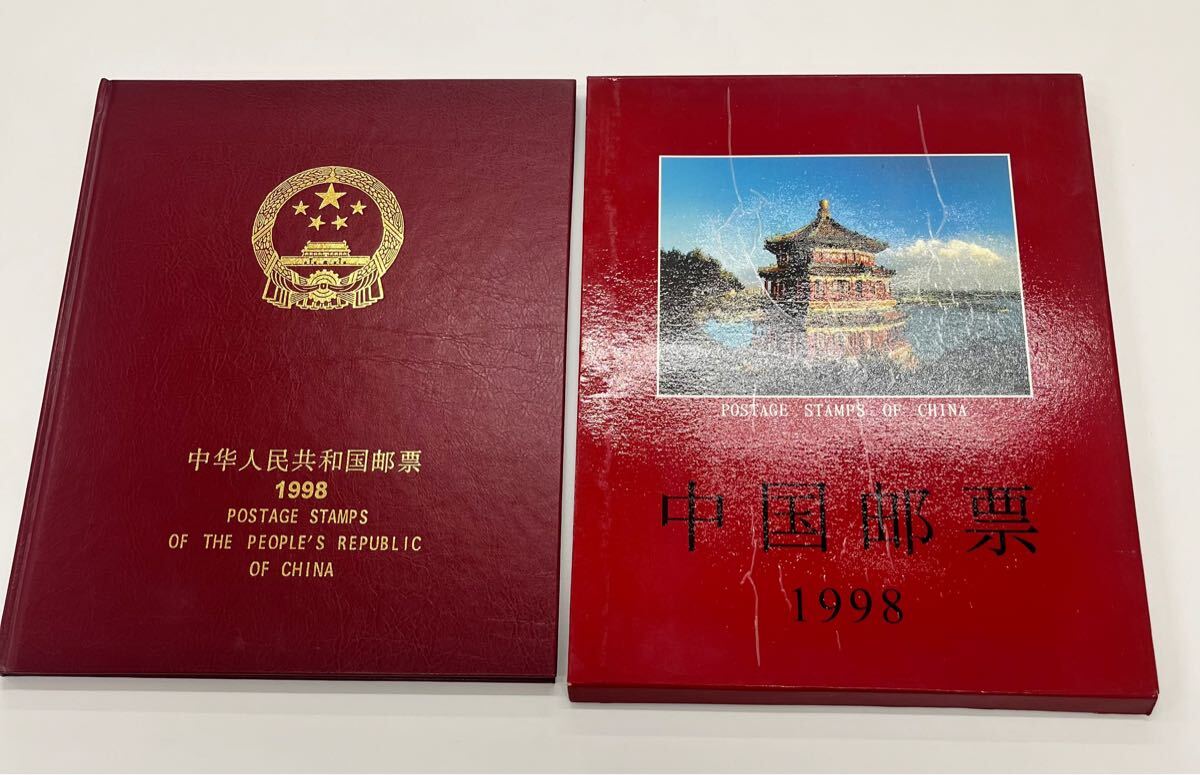 中华人民共和国邮票
1998
POSTAGE STAMPS
OF THE PEOPLE'S REPUBLIC
OF CHINA
POSTAGE STAMPS OF CHINA
中国邮票
1998